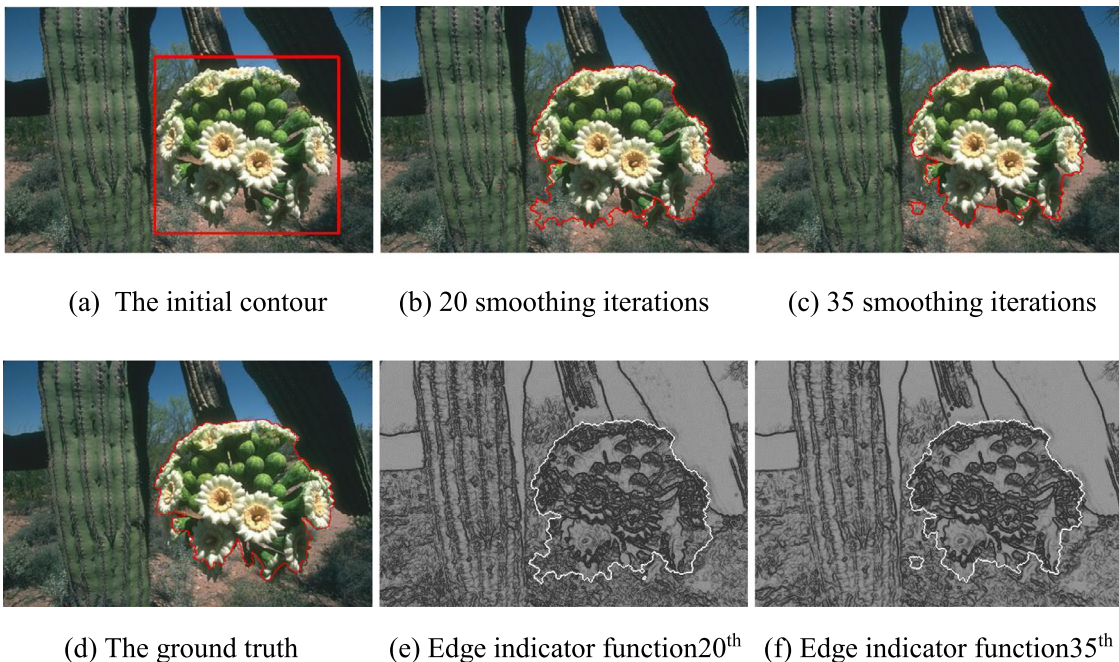 (a) The initial contour
(b) 20 smoothing iterations
(c) 35 smoothing iterations
(d) The ground truth
(e) Edge indicator function20th
(f) Edge indicator function35th